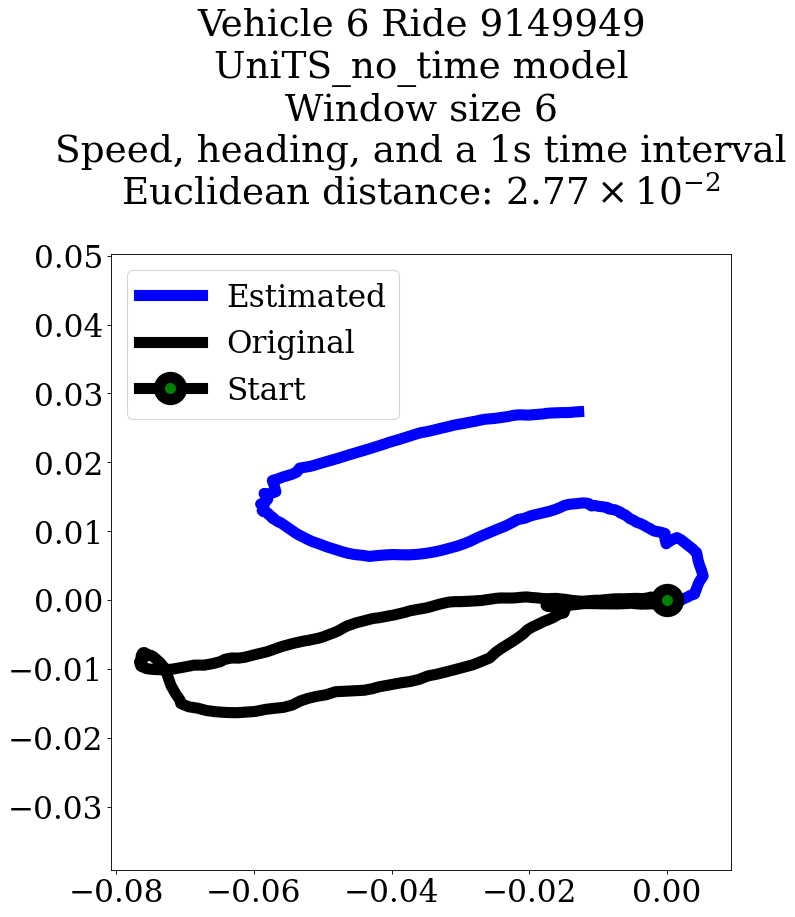 Vehicle 6 Ride 9149949
UniTS_no_time model
Window size 6
Speed, heading, and a 1s time interval
Euclidean distance: 2.77 × 10⁻²
0.05
0.04
0.03
0.02
0.01
0.00
−0.01
−0.02
−0.03
Estimated
Original
Start
−0.08 −0.06 −0.04 −0.02 0.00